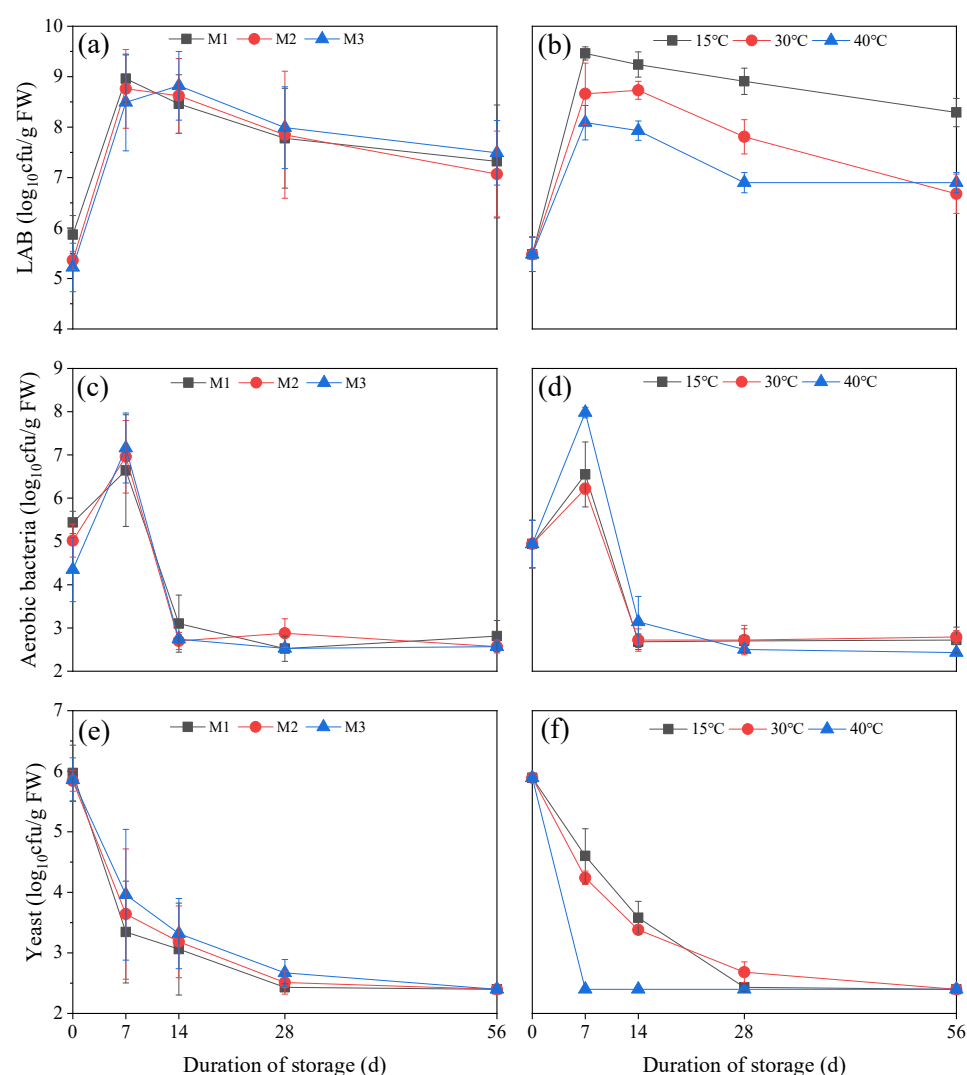 (a) M1 M2 M3
10
9
8
7
6
5
4
LAB (log₁₀cfu/g FW)
(b) 15℃ 30℃ 40℃
(c) M1 M2 M3
9
8
7
6
5
4
3
2
Aerobic bacteria (log₁₀cfu/g FW)
(d) 15℃ 30℃ 40℃
(e) M1 M2 M3
7
6
5
4
3
2
Yeast (log₁₀cfu/g FW)
0 7 14 28 56
Duration of storage (d)
(f) 15℃ 30℃ 40℃
0 7 14 28 56
Duration of storage (d)